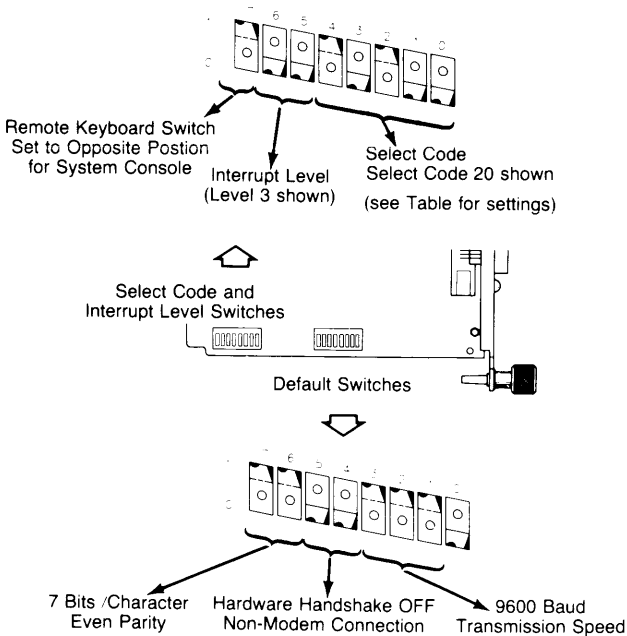 6 5 4 3 2 1 0
Remote Keyboard Switch
Set to Opposite Postion
for System Console
Interrupt Level
(Level 3 shown)
Select Code
Select Code 20 shown
(see Table for settings)
Select Code and
Interrupt Level Switches
Default Switches
6 5 4 3
7 Bits /Character
Even Parity
Hardware Handshake OFF
Non-Modem Connection
9600 Baud
Transmission Speed